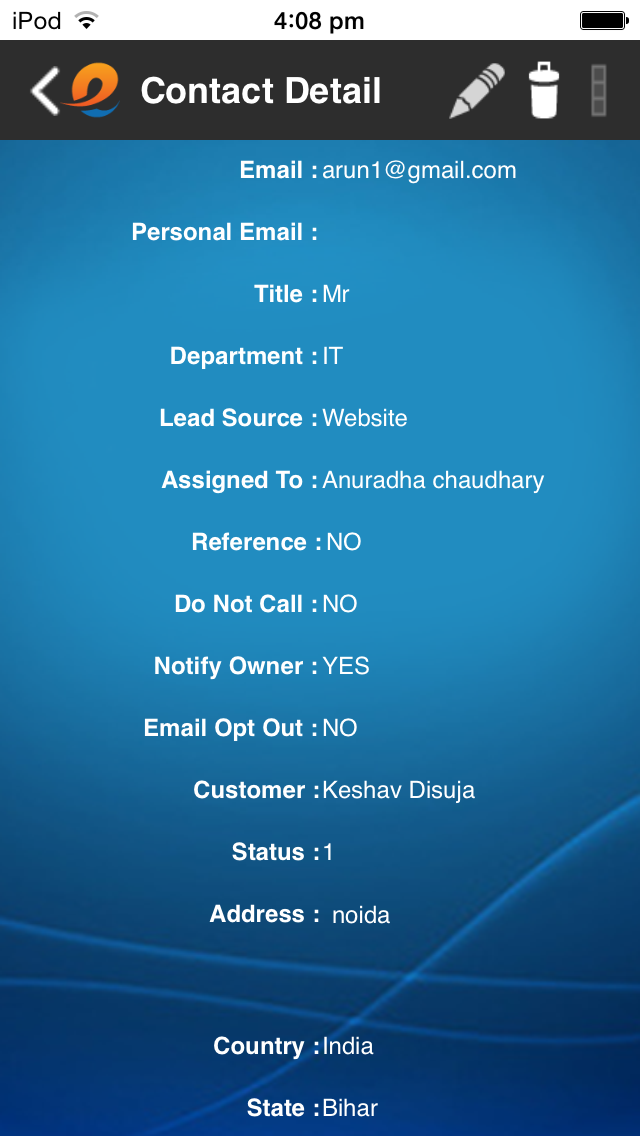 iPod 4:08 pm
Contact Detail
Email : arun1@gmail.com
Personal Email :
Title : Mr
Department : IT
Lead Source : Website
Assigned To : Anuradha chaudhary
Reference : NO
Do Not Call : NO
Notify Owner : YES
Email Opt Out : NO
Customer : Keshav Disuja
Status : 1
Address : noida
Country : India
State : Bihar